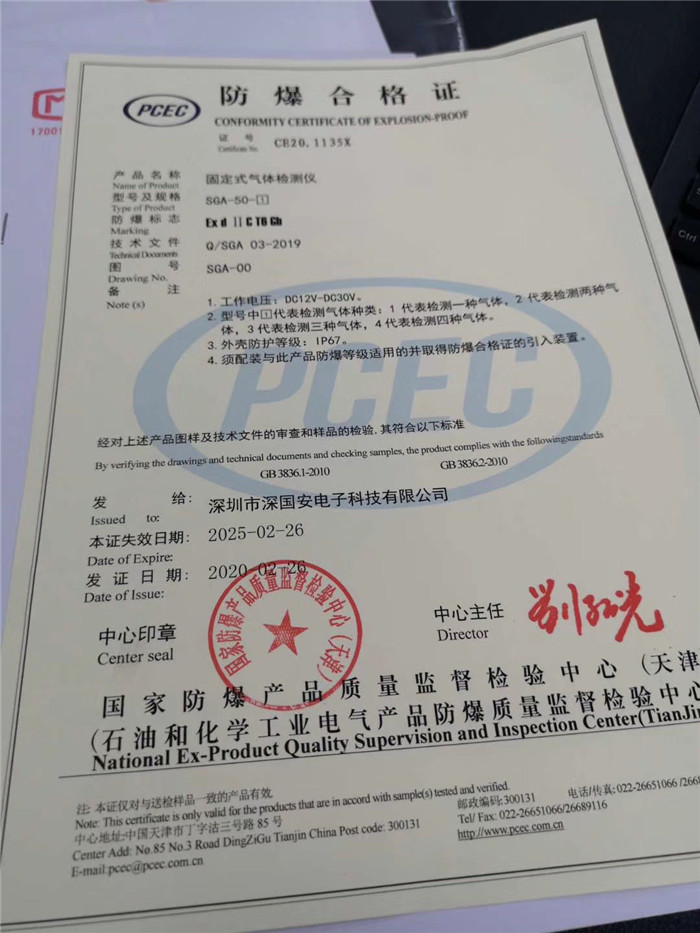 PCEC
防爆合格证
CONFORMITY CERTIFICATE OF EXPLOSION-PROOF
证 号
Certificate No.
CE20.1135X
产品名称
Name of Product
固定式气体检测仪
型号及规格
Type of Product
SGA-50-①
防爆标志
Marking
Ex d ⅡC T6 Gb
技术文件
Technical Documents
Q/SGA 03-2019
图 号
Drawing No.
SGA-00
备 注
Note (s)
1. 工作电压：DC12V-DC30V。
2. 型号中①代表检测气体种类：1 代表检测一种气体，2 代表检测两种气
体，3 代表检测三种气体，4 代表检测四种气体。
3. 外壳防护等级：IP67。
4. 须配装与此产品防爆等级适用的并取得防爆合格证的引入装置。
PCEC
经对上述产品图样及技术文件的审查和样品的检验，其符合以下标准
By verifying the drawings and technical documents and checking samples, the product complies with the followingstandards
GB 3836.1-2010 GB 3836.2-2010
发 给：
Issued to:
深圳市深国安电子科技有限公司
本证失效日期：
2025-02-26
Date of Expire:
发证日期：
2020-02-26
Date of Issue:
国家防爆产品质量监督检验中心（天津）
中心印章
Center seal
中心主任
Director
国家防爆产品质量监督检验中心（天津
(石油和化学工业电气产品防爆质量监督检验中心
National Ex-Product Quality Supervision and Inspection Center(TianJin
注: 本证仅对与送检样品一致的产品有效.
Note: This certificate is only valid for the products that are in accord with sample(s) tested and verified.
中心地址:中国天津市丁字沽三号路 85 号
邮政编码:300131
电话/传真: 022-26651066 /26
Center Add: No.85 No.3 Road DingZiGu Tianjin China Post code: 300131
Tel/ Fax: 022-26651066/26689116
E-mail:pcec@pcec.com.cn
http://www.pcec.com.cn
Ctrl